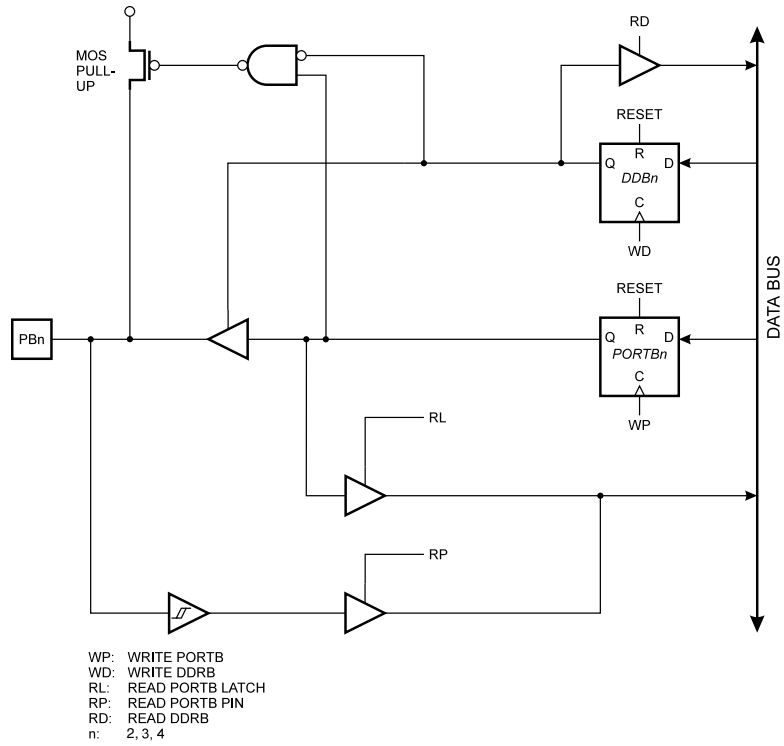 RD
MOS
PULL-
UP
RESET
R
Q DDBn D
C
WD
RESET
R
PBn Q PORTBn D
C
WP
DATA BUS
RL
RP
WP: WRITE PORTB
WD: WRITE DDRB
RL: READ PORTB LATCH
RP: READ PORTB PIN
RD: READ DDRB
n: 2, 3, 4